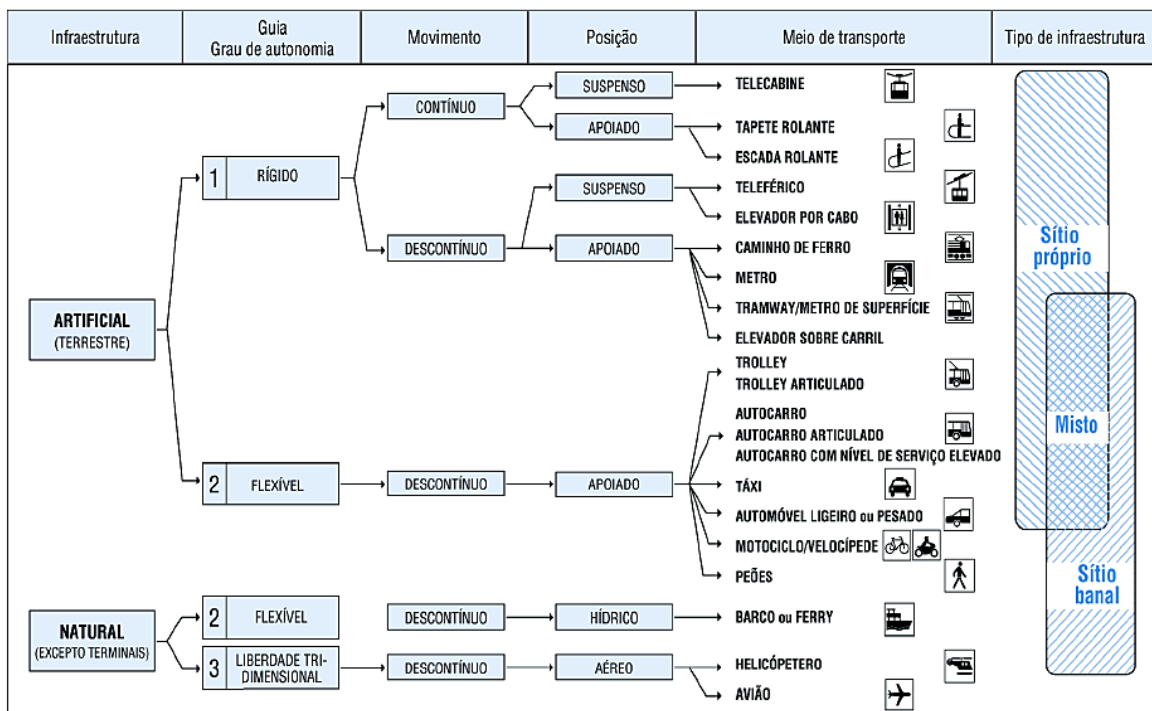 Infraestrutura
Guia
Grau de autonomia
Movimento
Posição
Meio de transporte
Tipo de infraestrutura
SUSPENSO
TELECABINE
CONTÍNUO
APOIADO
TAPETE ROLANTE
ESCADA ROLANTE
1 RÍGIDO
SUSPENSO
TELEFÉRICO
ELEVADOR POR CABO
DESCONTÍNUO
APOIADO
CAMINHO DE FERRO
METRO
TRAMWAY/METRO DE SUPERFÍCIE
ELEVADOR SOBRE CARRIL
Sítio
próprio
ARTIFICIAL
(TERRESTRE)
TROLLEY
TROLLEY ARTICULADO
AUTOCARRO
AUTOCARRO ARTICULADO
AUTOCARRO COM NÍVEL DE SERVIÇO ELEVADO
Misto
2 FLEXÍVEL
DESCONTÍNUO
APOIADO
TÁXI
AUTOMÓVEL LIGEIRO ou PESADO
MOTOCICLO/VELOCÍPEDE
PEÕES
Sítio
banal
NATURAL
(EXCEPTO TERMINAIS)
2 FLEXÍVEL
DESCONTÍNUO
HÍDRICO
BARCO ou FERRY
3 LIBERDADE TRI-
DIMENSIONAL
DESCONTÍNUO
AÉREO
HELICÓPETERO
AVIÃO